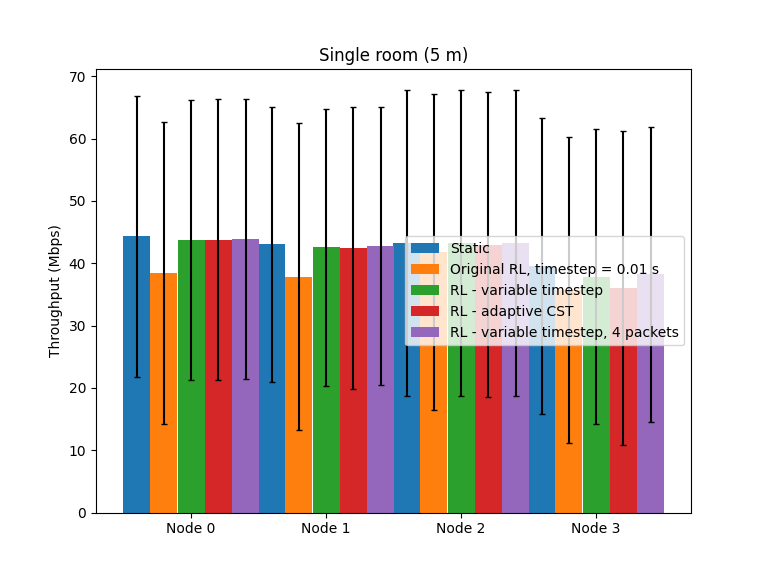 Single room (5 m)
Throughput (Mbps)
70
60
50
40
30
20
10
0
Static
Original RL, timestep = 0.01 s
RL - variable timestep
RL - adaptive CST
RL - variable timestep, 4 packets
Node 0
Node 1
Node 2
Node 3